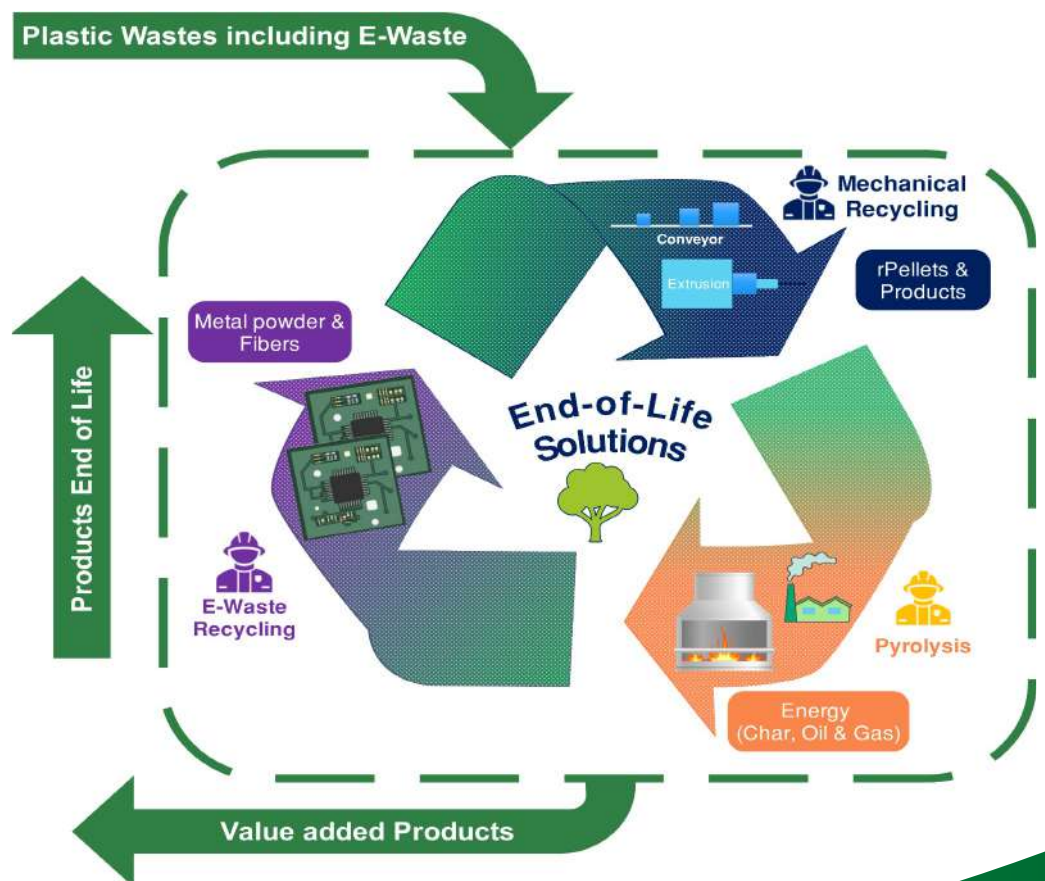 Plastic Wastes including E-Waste
Mechanical
Recycling
Conveyor
Extrusion
rPellets &
Products
Metal powder &
Fibers
End-of-Life
Solutions
Products End of Life
E-Waste
Recycling
Pyrolysis
Energy
(Char, Oil & Gas)
Value added Products